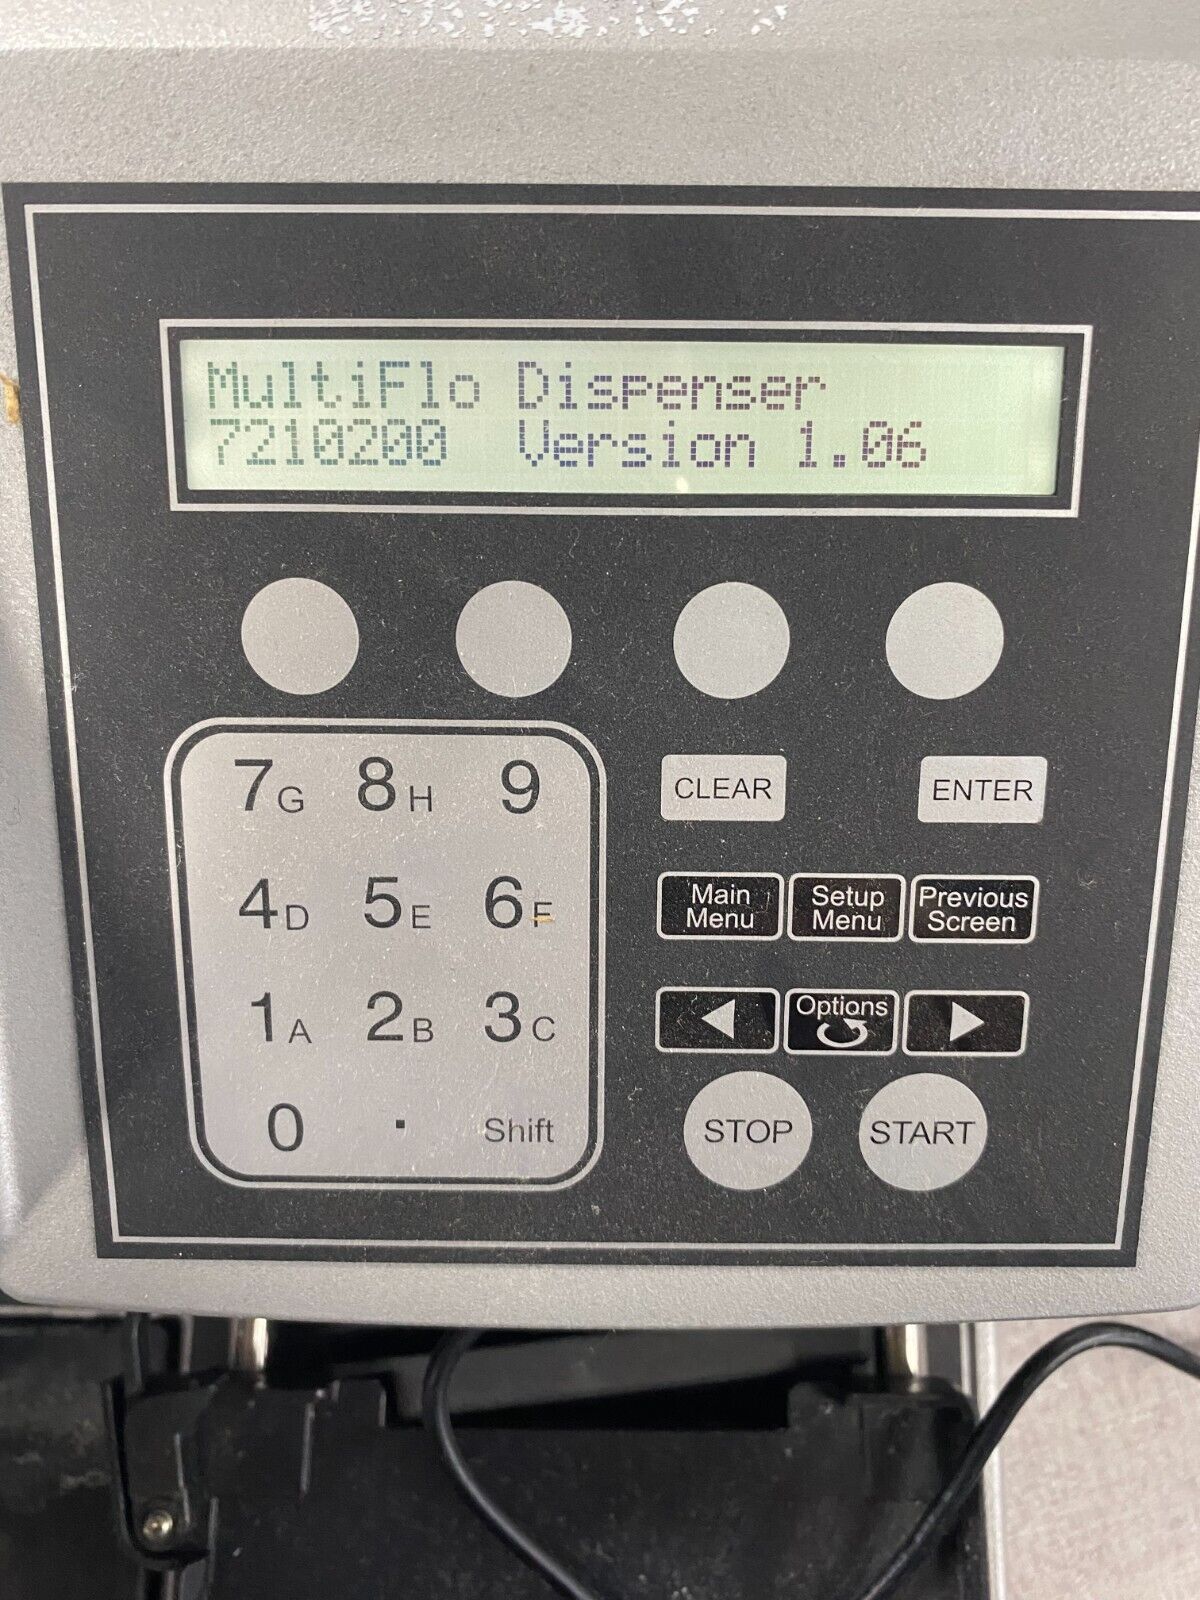 MultiFlo Dispenser
7210200 Version 1.06
7G 8H 9
CLEAR ENTER
4D 5E 6F
Main Menu
Setup Menu
Previous Screen
1A 2B 3C
Options
0 . Shift
STOP START